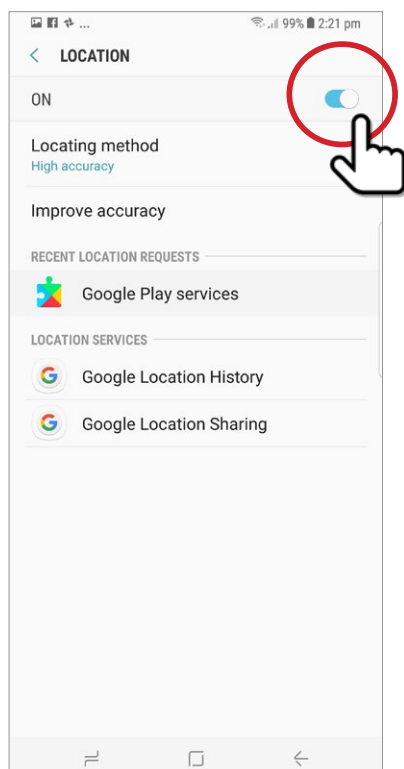 ... 99% 2:21 pm
< LOCATION
ON
Locating method
High accuracy
Improve accuracy
RECENT LOCATION REQUESTS
Google Play services
LOCATION SERVICES
G Google Location History
G Google Location Sharing